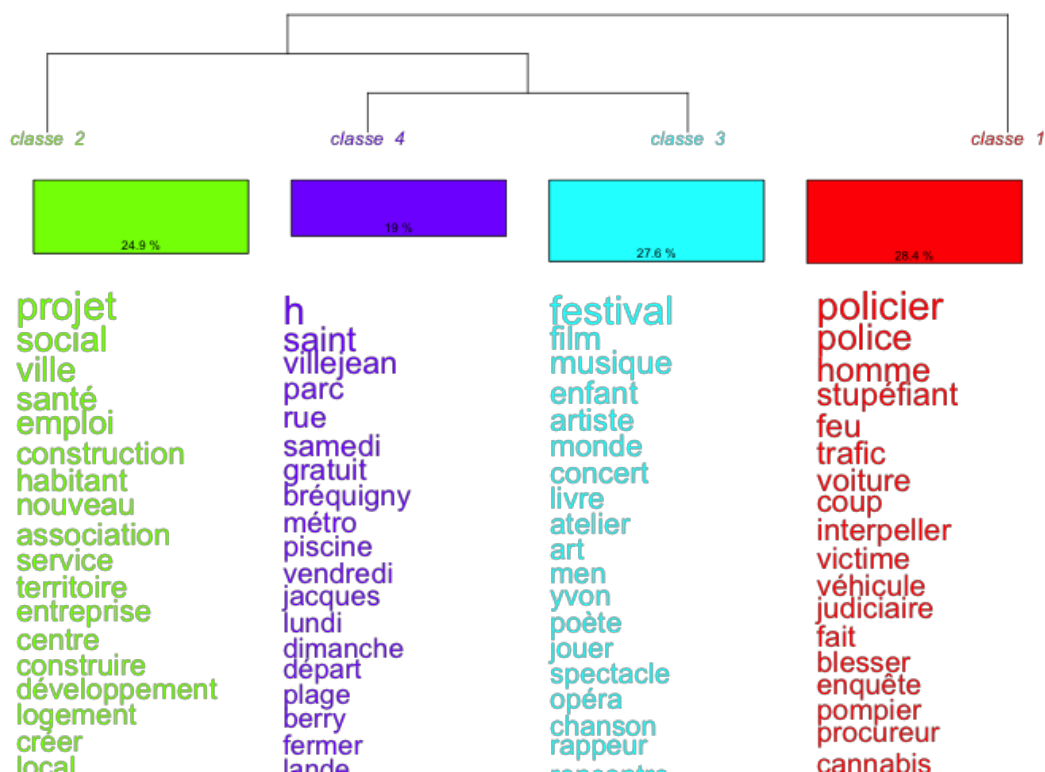 classe 2
classe 4
classe 3
classe 1
24.9 %
19 %
27.6 %
28.4 %
projet
social
ville
santé
emploi
construction
habitant
nouveau
association
service
territoire
entreprise
centre
construire
développement
logement
créer
local
h
saint
villejean
parc
rue
samedi
gratuit
bréquigny
métro
piscine
vendredi
jacques
lundi
dimanche
départ
plage
berry
fermer
lande
festival
film
musique
enfant
artiste
monde
concert
livre
atelier
art
men
yvon
poète
jouer
spectacle
opéra
chanson
rappeur
rencontre
policier
police
homme
stupéfiant
feu
trafic
voiture
coup
interpeller
victime
véhicule
judiciaire
fait
blesser
enquête
pompier
procureur
cannabis